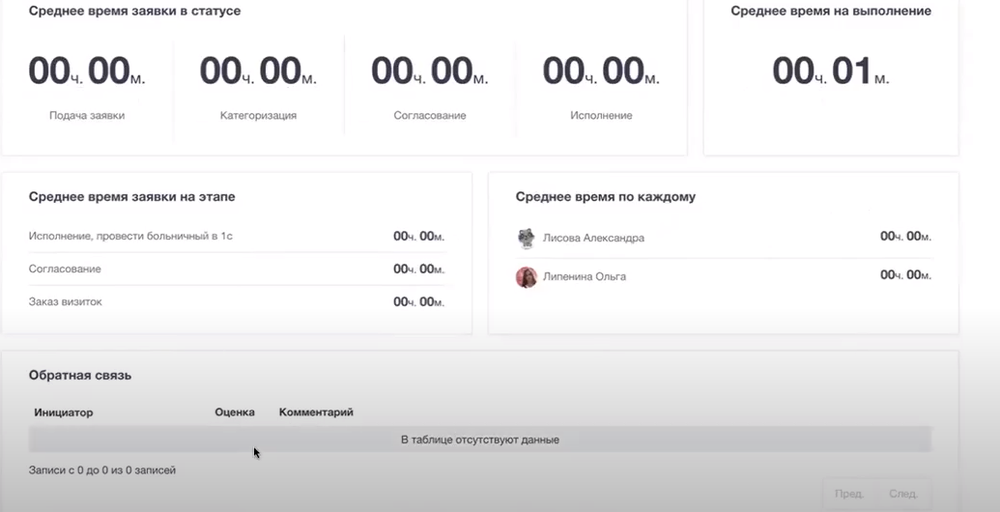 Среднее время заявки в статусе
00ч. 00м.
Подача заявки
00ч. 00м.
Категоризация
00ч. 00м.
Согласование
00ч. 00м.
Исполнение
Среднее время на выполнение
00ч. 01м.
Среднее время заявки на этапе
Исполнение, провести больничный в 1с 00ч. 00м.
Согласование 00ч. 00м.
Заказ визиток 00ч. 00м.
Среднее время по каждому
Лисова Александра 00ч. 00м.
Липенина Ольга 00ч. 00м.
Обратная связь
Инициатор Оценка Комментарий
В таблице отсутствуют данные
Записи с 0 до 0 из 0 записей
Пред. След.